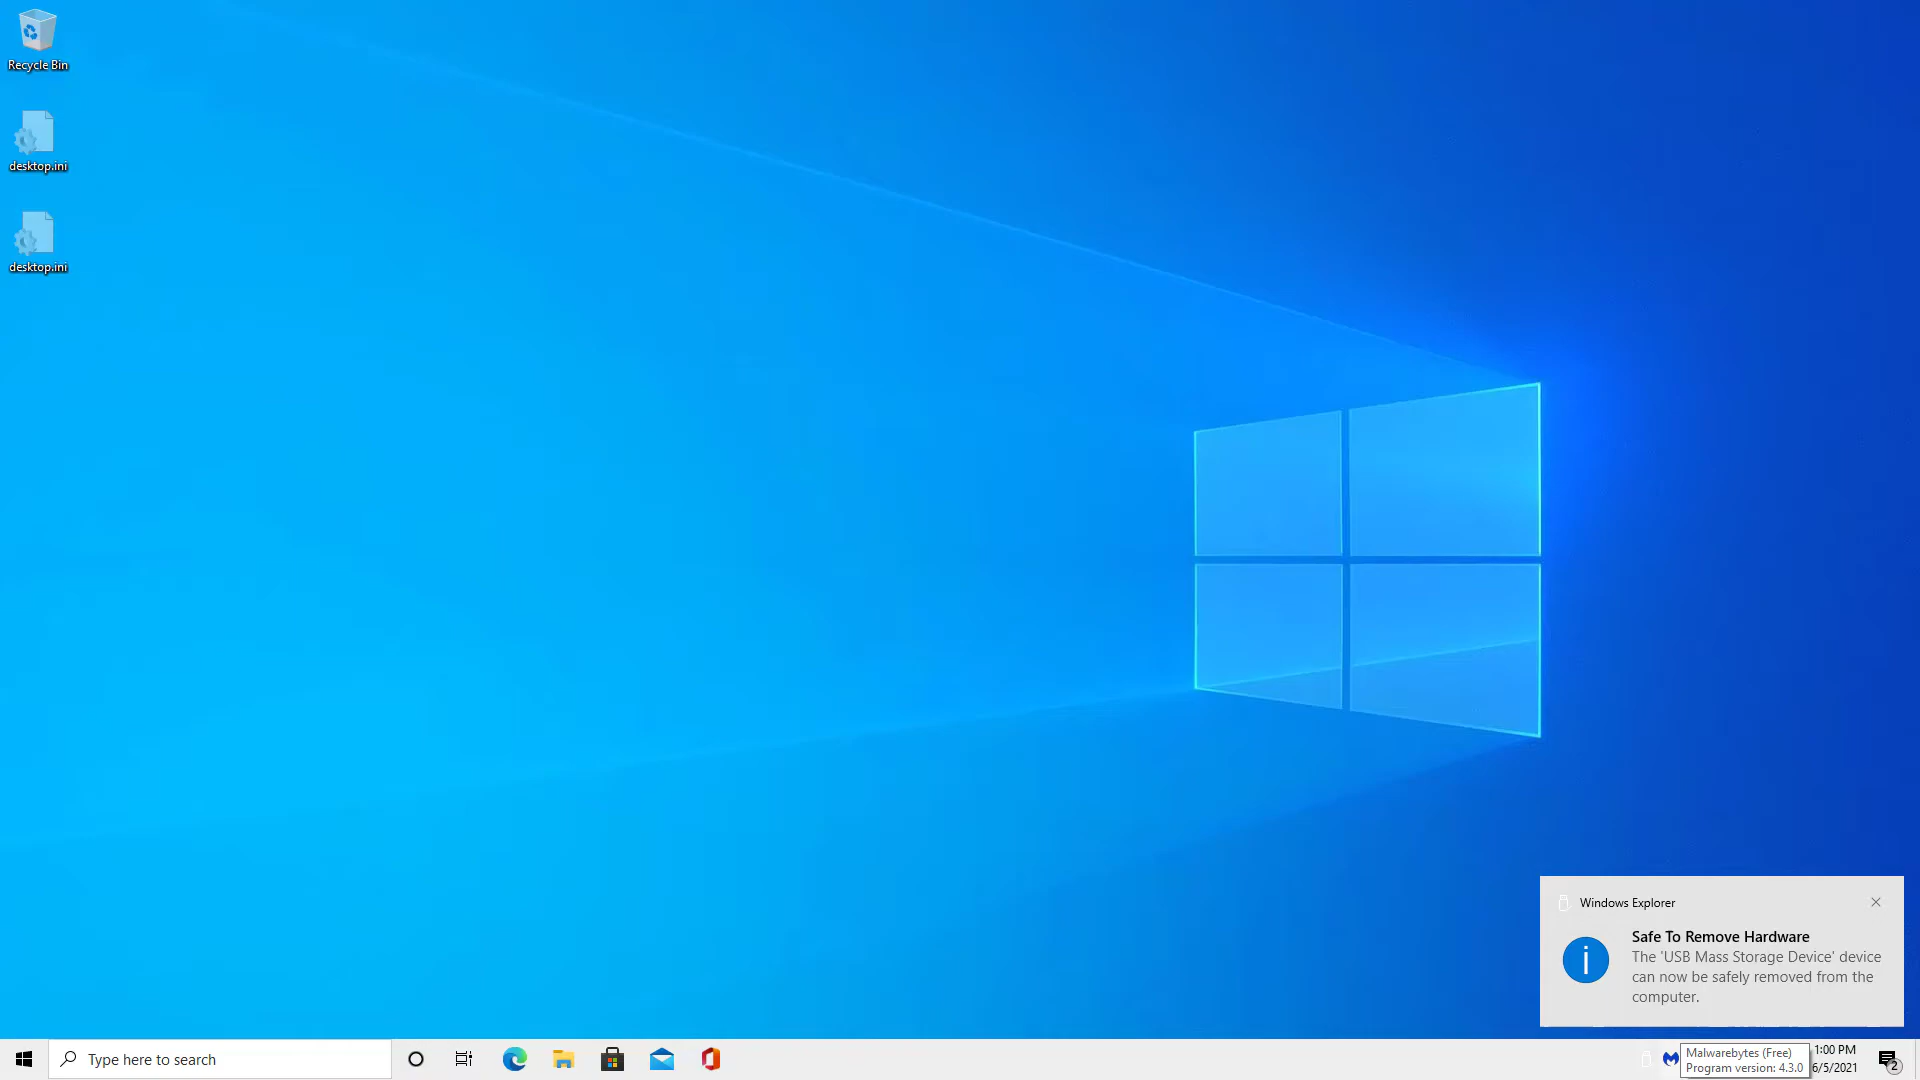 Recycle Bin
desktop.ini
desktop.ini
Windows Explorer
Safe To Remove Hardware
The 'USB Mass Storage Device' device
can now be safely removed from the
computer.
Type here to search
Malwarebytes (Free)
Program version: 4.3.0
1:00 PM
6/5/2021
2